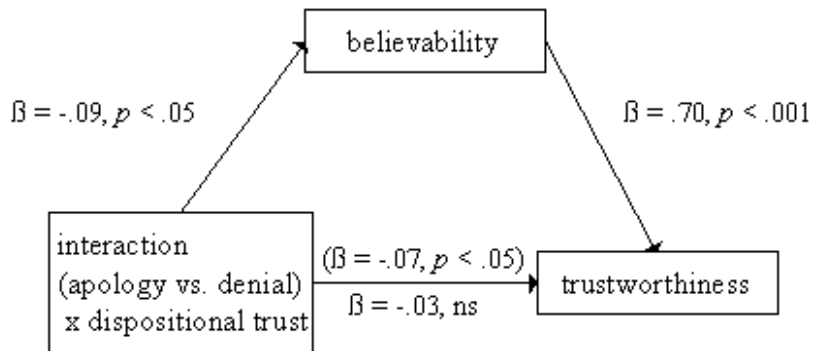 believability
ß = -.09, p < .05
ß = .70, p < .001
interaction
(apology vs. denial)
x dispositional trust
(ß = -.07, p < .05)
ß = -.03, ns
trustworthiness